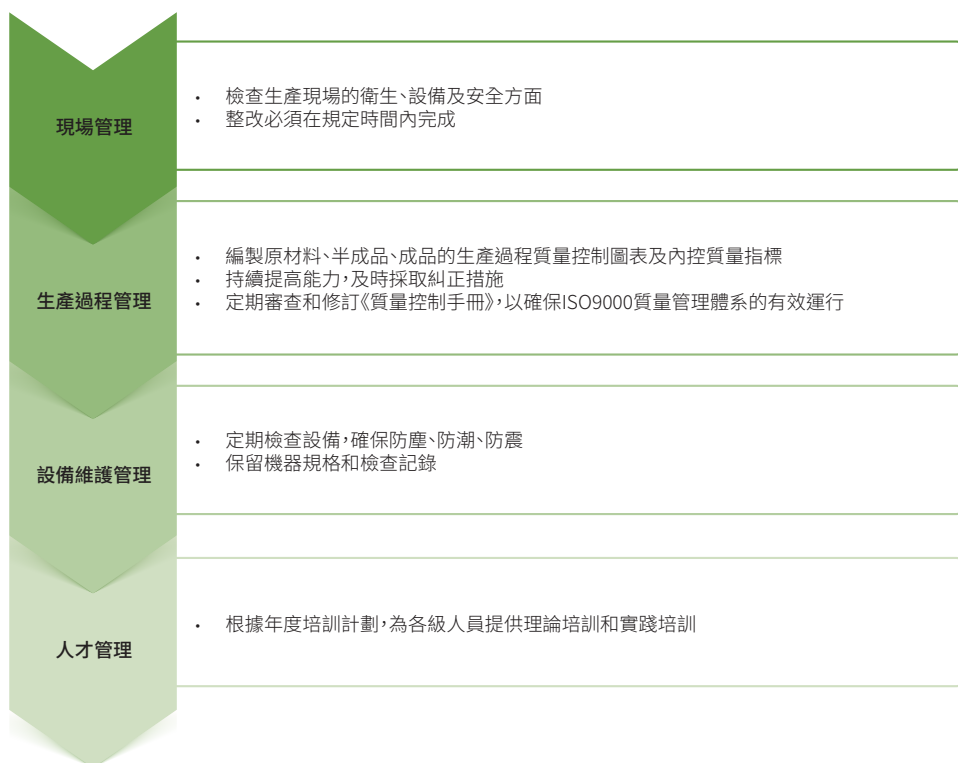 現場管理
• 檢查生產現場的衛生、設備及安全方面
• 整改必須在規定時間內完成
生產過程管理
• 編製原材料、半成品、成品的生產過程質量控制圖表及內控質量指標
• 持續提高能力，及時採取糾正措施
• 定期審查和修訂《質量控制手冊》，以確保ISO9000質量管理體系的有效運行
設備維護管理
• 定期檢查設備，確保防塵、防潮、防震
• 保留機器規格和檢查記錄
人才管理
• 根據年度培訓計劃，為各級人員提供理論培訓和實踐培訓